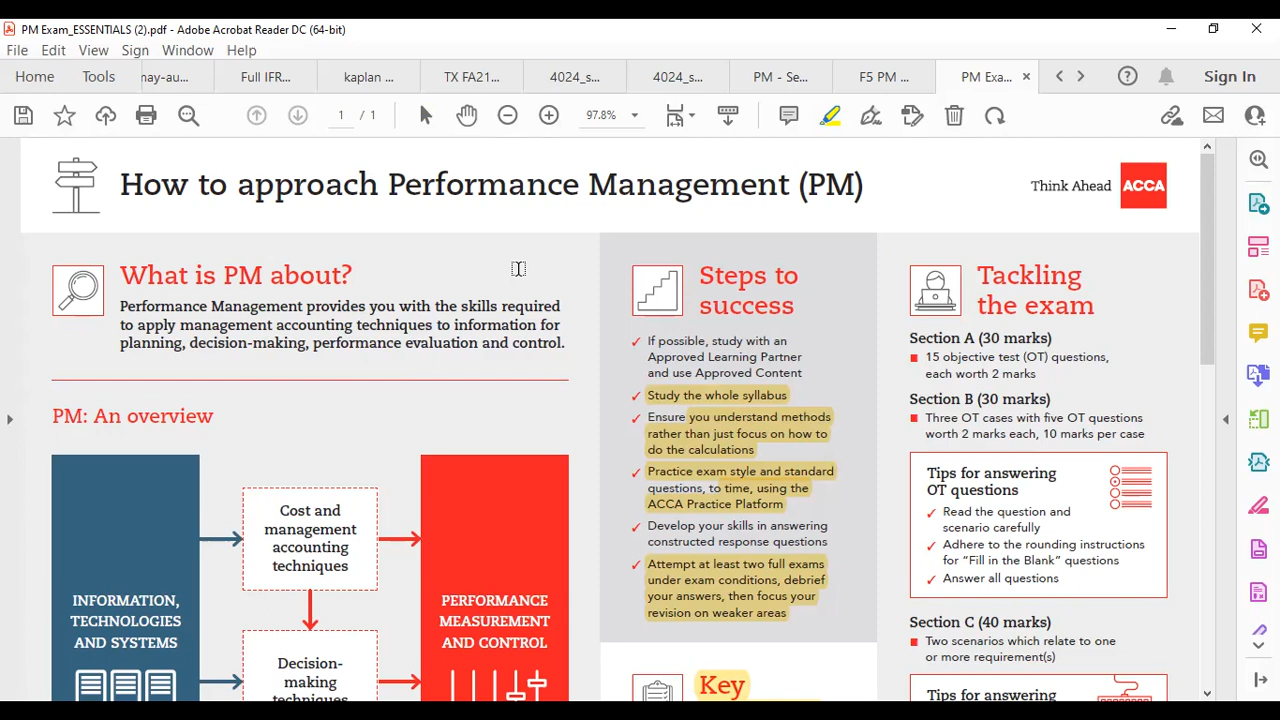 PM Exam_ESSENTIALS (2).pdf - Adobe Acrobat Reader DC (64-bit)
File Edit View Sign Window Help
Home Tools nay-au... Full IFR... kaplan ... TX FA21... 4024_s... 4024_s... PM - Se... F5 PM ... PM Exa... × Sign In
1 / 1 97.8%
How to approach Performance Management (PM)
Think Ahead ACCA
What is PM about?
Performance Management provides you with the skills required
to apply management accounting techniques to information for
planning, decision-making, performance evaluation and control.
PM: An overview
INFORMATION,
TECHNOLOGIES
AND SYSTEMS
Cost and
management
accounting
techniques
Decision-
making
techniques
PERFORMANCE
MEASUREMENT
AND CONTROL
Steps to
success
If possible, study with an
Approved Learning Partner
and use Approved Content
Study the whole syllabus
Ensure you understand methods
rather than just focus on how to
do the calculations
Practice exam style and standard
questions, to time, using the
ACCA Practice Platform
Develop your skills in answering
constructed response questions
Attempt at least two full exams
under exam conditions, debrief
your answers, then focus your
revision on weaker areas
Key
Tackling
the exam
Section A (30 marks)
15 objective test (OT) questions,
each worth 2 marks
Section B (30 marks)
Three OT cases with five OT questions
worth 2 marks each, 10 marks per case
Tips for answering
OT questions
Read the question and
scenario carefully
Adhere to the rounding instructions
for “Fill in the Blank” questions
Answer all questions
Section C (40 marks)
Two scenarios which relate to one
or more requirement(s)
Tips for answering